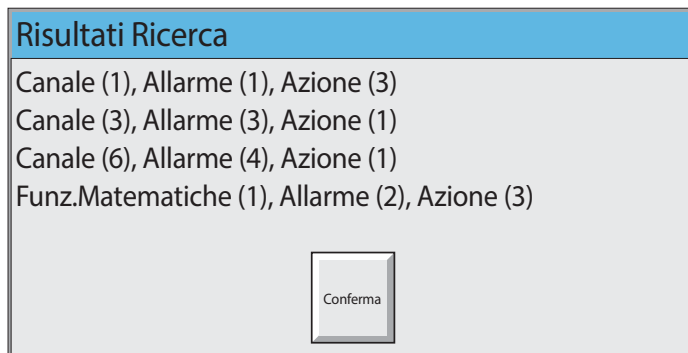 Risultati Ricerca
Canale (1), Allarme (1), Azione (3)
Canale (3), Allarme (3), Azione (1)
Canale (6), Allarme (4), Azione (1)
Funz.Matematiche (1), Allarme (2), Azione (3)
Conferma